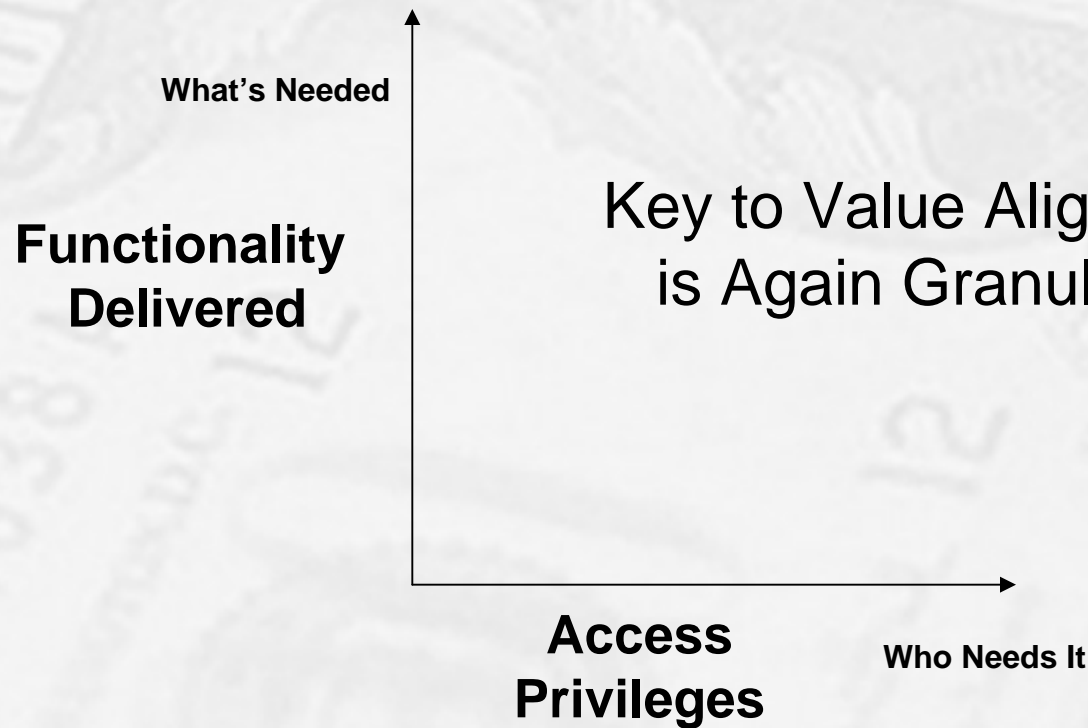 What's Needed
Functionality
Delivered
Key to Value Alig
is Again Granul
Access
Privileges
Who Needs It